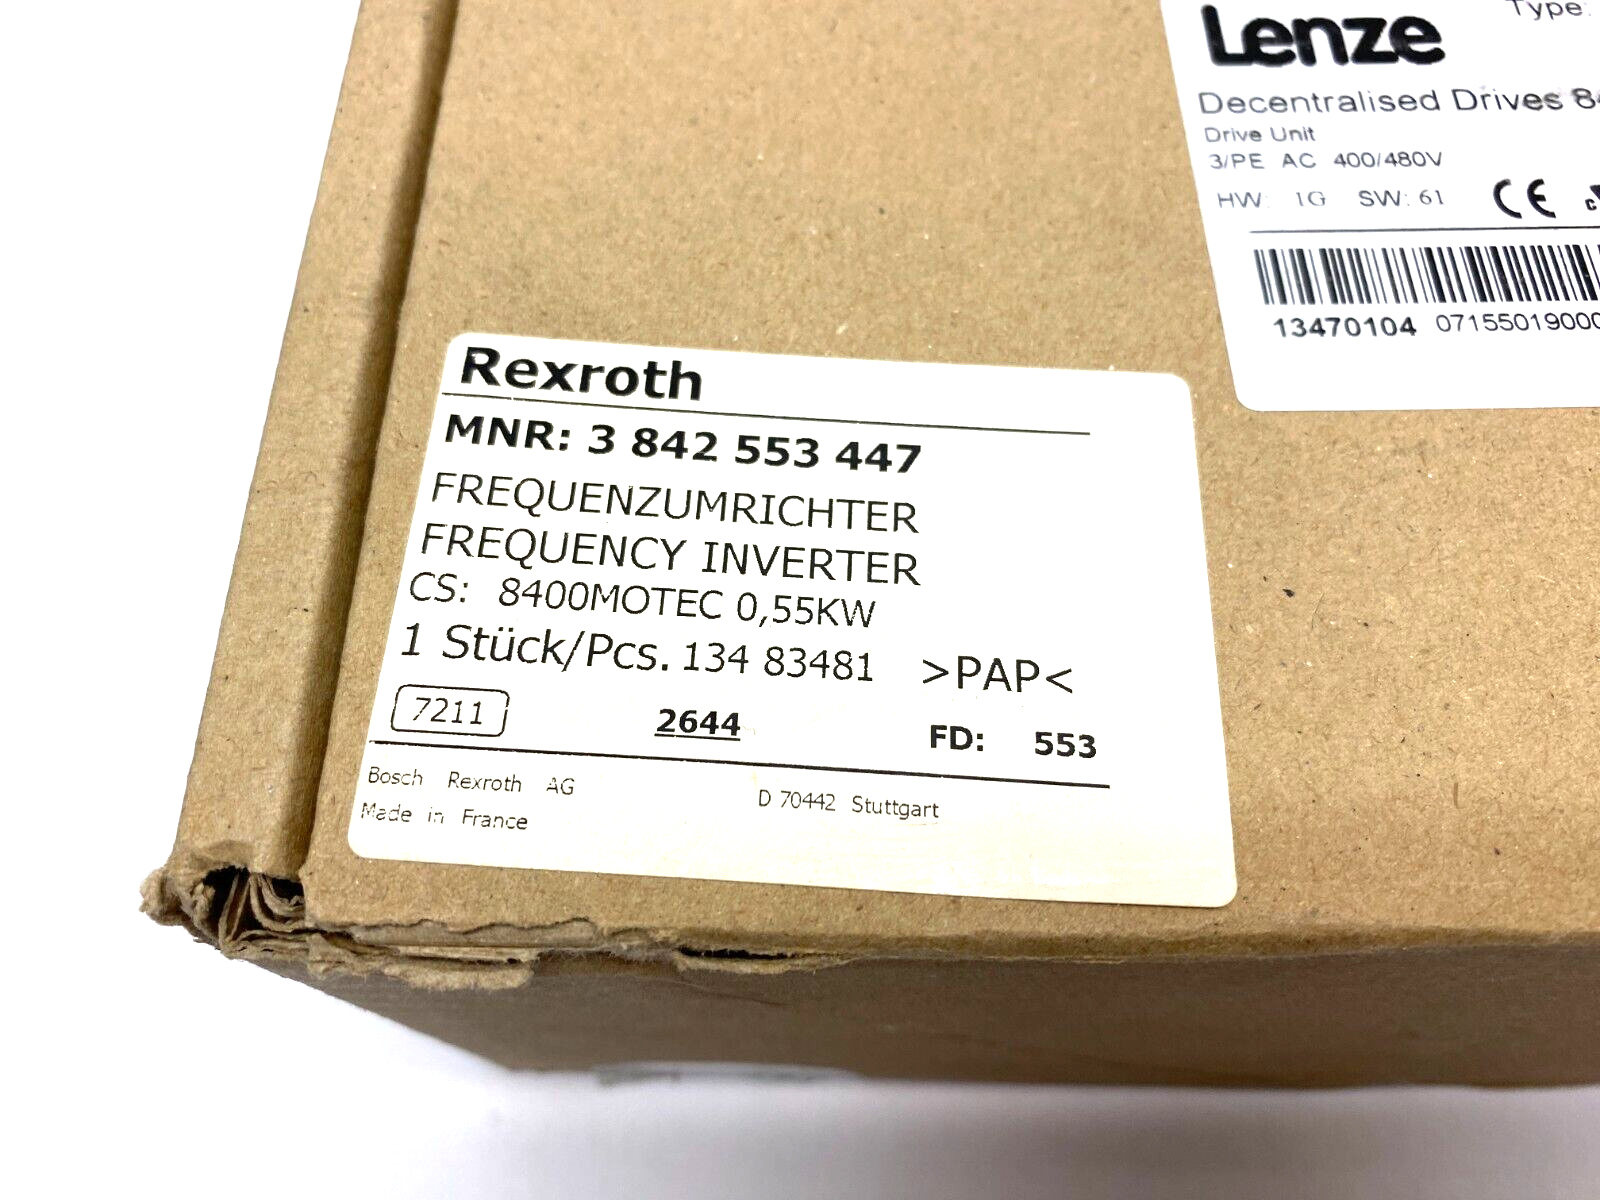 Lenze
Type:
Decentralised Drives 84
Drive Unit
3/PE AC 400/480V
HW: 1G SW: 61
CE
13470104 07155019000
Rexroth
MNR: 3 842 553 447
FREQUENZUMRICHTER
FREQUENCY INVERTER
CS: 8400MOTEC 0,55KW
1 Stück/Pcs. 134 83481 >PAP<
7211 2644 FD: 553
Bosch Rexroth AG D 70442 Stuttgart
Made in France